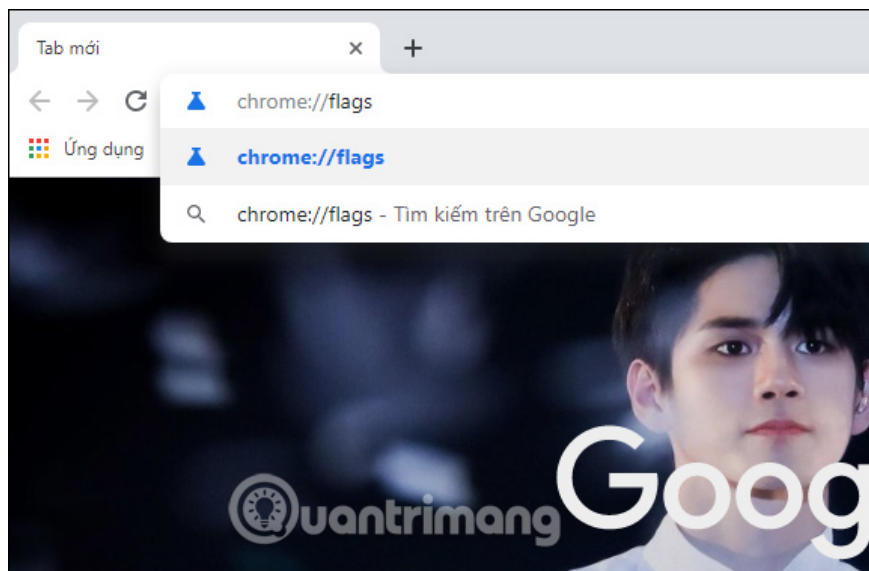 Tab mới
chrome://flags
Ứng dụng
chrome://flags
chrome://flags - Tìm kiếm trên Google
Goog
Quantrimang